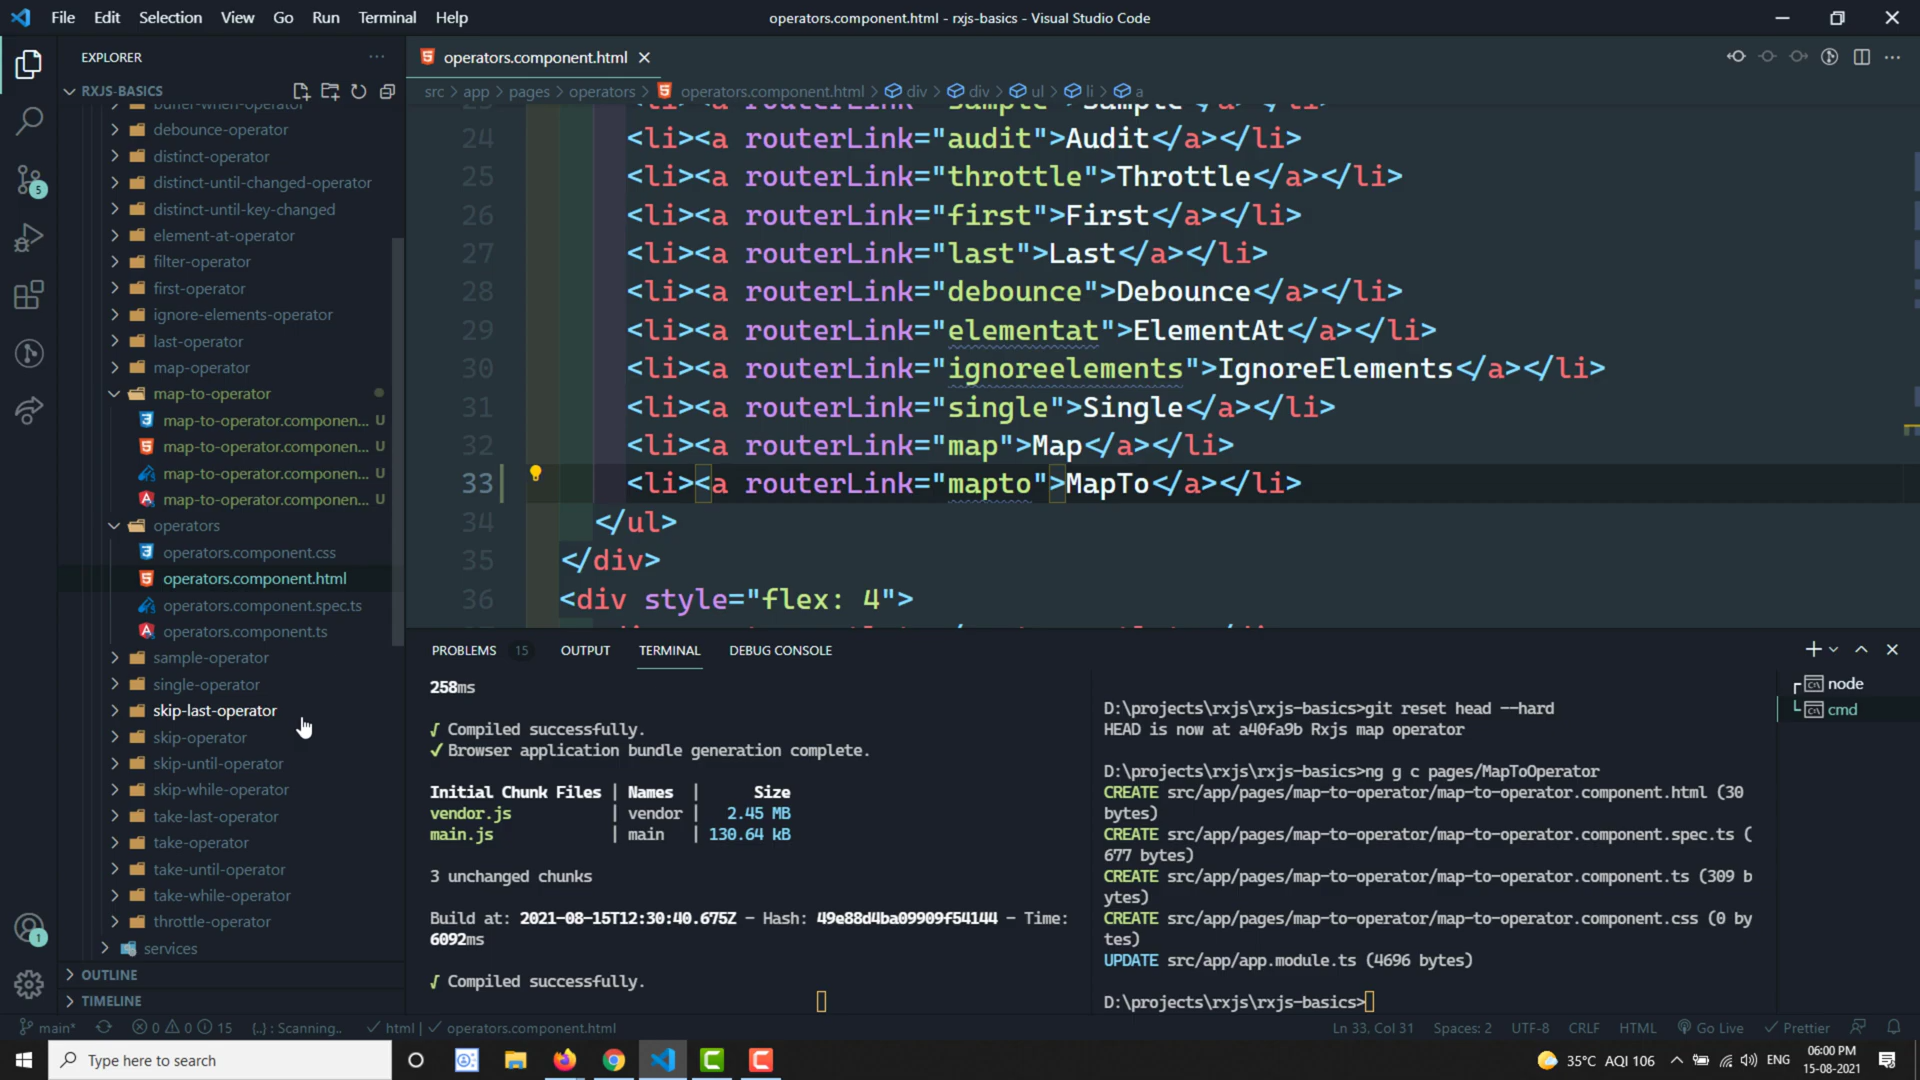 File Edit Selection View Go Run Terminal Help
operators.component.html - rxjs-basics - Visual Studio Code
EXPLORER
operators.component.html
RXJS-BASICS
src > app > pages > operators > operators.component.html > div > div > ul > li > a
buffer-when-operator
debounce-operator
distinct-operator
distinct-until-changed-operator
distinct-until-key-changed
element-at-operator
filter-operator
first-operator
ignore-elements-operator
last-operator
map-operator
map-to-operator
map-to-operator.componen... U
map-to-operator.componen... U
map-to-operator.componen... U
map-to-operator.componen... U
operators
operators.component.css
operators.component.html
operators.component.spec.ts
operators.component.ts
sample-operator
single-operator
skip-last-operator
skip-operator
skip-until-operator
skip-while-operator
take-last-operator
take-operator
take-until-operator
take-while-operator
throttle-operator
services
OUTLINE
TIMELINE
5
1
23 <li><a routerLink="sample">Sample</a></li>
24 <li><a routerLink="audit">Audit</a></li>
25 <li><a routerLink="throttle">Throttle</a></li>
26 <li><a routerLink="first">First</a></li>
27 <li><a routerLink="last">Last</a></li>
28 <li><a routerLink="debounce">Debounce</a></li>
29 <li><a routerLink="elementat">ElementAt</a></li>
30 <li><a routerLink="ignoreelements">IgnoreElements</a></li>
31 <li><a routerLink="single">Single</a></li>
32 <li><a routerLink="map">Map</a></li>
33 <li><a routerLink="mapto">MapTo</a></li>
34 </ul>
35 </div>
36 <div style="flex: 4">
PROBLEMS 15 OUTPUT TERMINAL DEBUG CONSOLE
258ms
√ Compiled successfully.
✓ Browser application bundle generation complete.
Initial Chunk Files | Names | Size
vendor.js | vendor | 2.45 MB
main.js | main | 130.64 kB
3 unchanged chunks
Build at: 2021-08-15T12:30:40.675Z - Hash: 49e88d4ba09909f54144 - Time:
6092ms
√ Compiled successfully.
D:\projects\rxjs\rxjs-basics>git reset head --hard
HEAD is now at a40fa9b Rxjs map operator
D:\projects\rxjs\rxjs-basics>ng g c pages/MapToOperator
CREATE src/app/pages/map-to-operator/map-to-operator.component.html (30
bytes)
CREATE src/app/pages/map-to-operator/map-to-operator.component.spec.ts (
677 bytes)
CREATE src/app/pages/map-to-operator/map-to-operator.component.ts (309 b
ytes)
CREATE src/app/pages/map-to-operator/map-to-operator.component.css (0 by
tes)
UPDATE src/app/app.module.ts (4696 bytes)
D:\projects\rxjs\rxjs-basics>
node
cmd
main* 0 0 15 {..} : Scanning.. html | operators.component.html
Ln 33, Col 31 Spaces: 2 UTF-8 CRLF HTML Go Live Prettier
Type here to search
35°C AQI 106 ENG
06:00 PM
15-08-2021